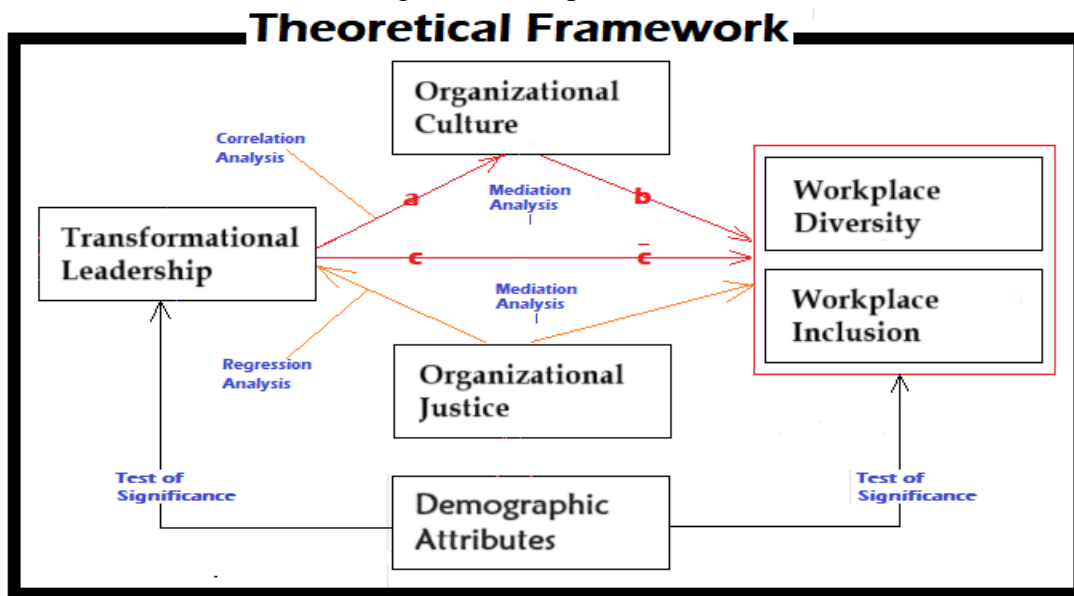 Theoretical Framework
Organizational
Culture
Correlation
Analysis
a
Mediation
Analysis
b
Workplace
Diversity
Transformational
Leadership
c
c̄
Mediation
Analysis
Workplace
Inclusion
Regression
Analysis
Organizational
Justice
Test of
Significance
Demographic
Attributes
Test of
Significance